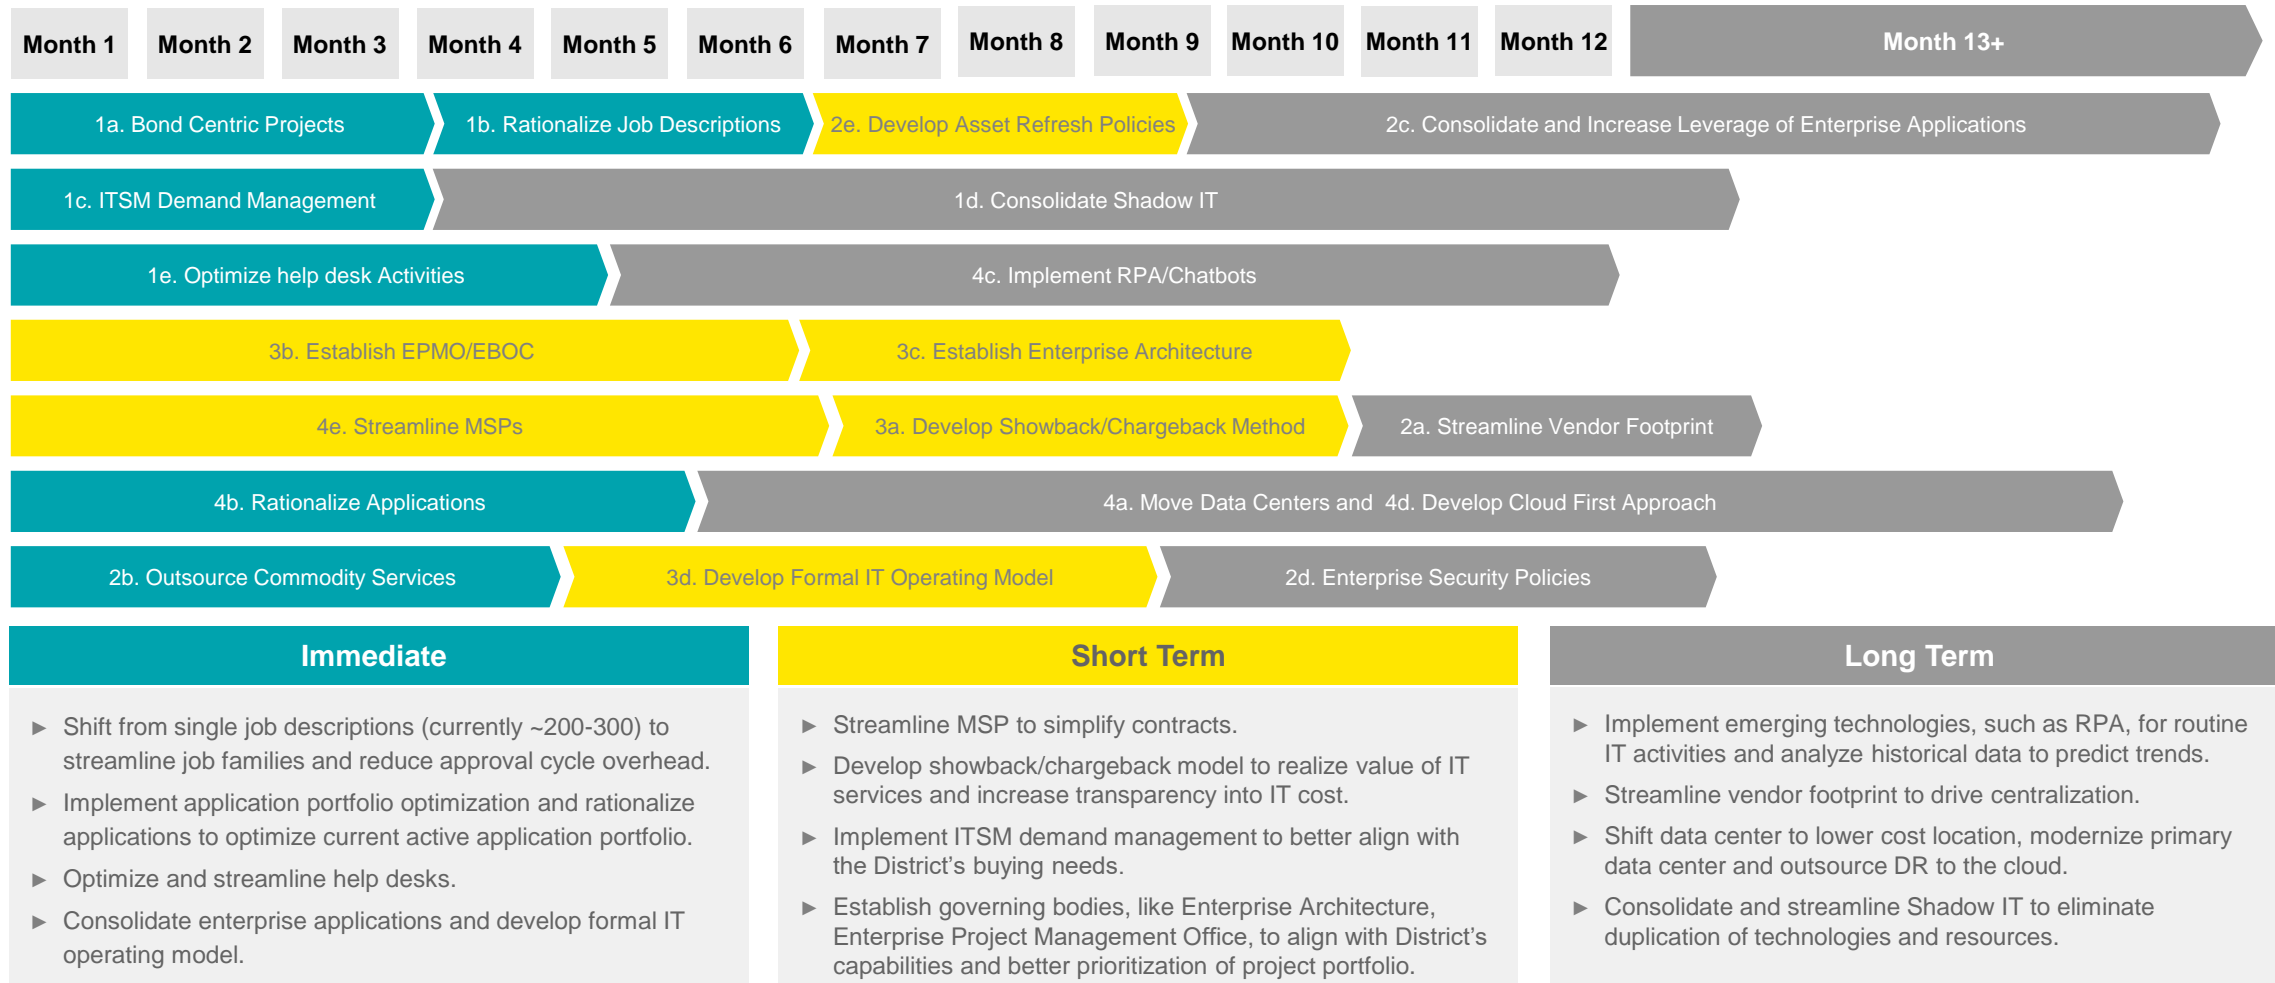 Month 1 Month 2 Month 3 Month 4 Month 5 Month 6 Month 7 Month 8 Month 9 Month 10 Month 11 Month 12 Month 13+
1a. Bond Centric Projects 1b. Rationalize Job Descriptions 2e. Develop Asset Refresh Policies 2c. Consolidate and Increase Leverage of Enterprise Applications
1c. ITSM Demand Management 1d. Consolidate Shadow IT
1e. Optimize help desk Activities 4c. Implement RPA/Chatbots
3b. Establish EPMO/EBOC 3c. Establish Enterprise Architecture
4e. Streamline MSPs 3a. Develop Showback/Chargeback Method 2a. Streamline Vendor Footprint
4b. Rationalize Applications 4a. Move Data Centers and 4d. Develop Cloud First Approach
2b. Outsource Commodity Services 3d. Develop Formal IT Operating Model 2d. Enterprise Security Policies
Immediate
► Shift from single job descriptions (currently ~200-300) to
streamline job families and reduce approval cycle overhead.
► Implement application portfolio optimization and rationalize
applications to optimize current active application portfolio.
► Optimize and streamline help desks.
► Consolidate enterprise applications and develop formal IT
operating model.
Short Term
► Streamline MSP to simplify contracts.
► Develop showback/chargeback model to realize value of IT
services and increase transparency into IT cost.
► Implement ITSM demand management to better align with
the District's buying needs.
► Establish governing bodies, like Enterprise Architecture,
Enterprise Project Management Office, to align with District's
capabilities and better prioritization of project portfolio.
Long Term
► Implement emerging technologies, such as RPA, for routine
IT activities and analyze historical data to predict trends.
► Streamline vendor footprint to drive centralization.
► Shift data center to lower cost location, modernize primary
data center and outsource DR to the cloud.
► Consolidate and streamline Shadow IT to eliminate
duplication of technologies and resources.